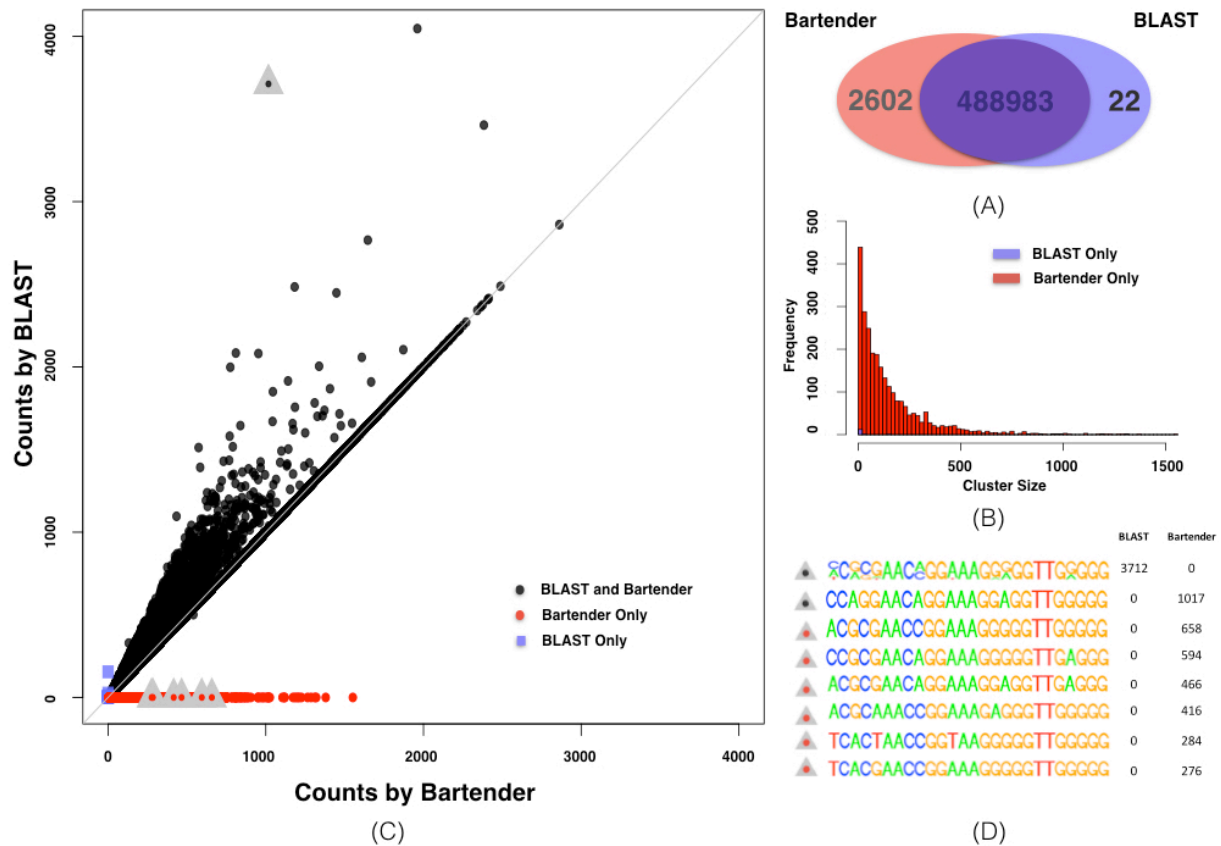 Bartender BLAST
2602 488983 22
(A)
500
400
300
200
100
0
Frequency
BLAST Only
Bartender Only
0 500 1000 1500
Cluster Size
(B)
4000
3000
2000
1000
0
Counts by BLAST
BLAST and Bartender
Bartender Only
BLAST Only
0 1000 2000 3000 4000
Counts by Bartender
(C)
BLAST Bartender
3712 0
CCAGGAACAGGAAAGGAGGTTGGGGG 0 1017
ACGCGAACCGGAAAGGGGGTTGGGGG 0 658
CCGCGAACAGGAAAGGGGGTTGAGGG 0 594
ACGCGAACAGGAAAGGAGGTTGAGGG 0 466
ACGCAAACCGGAAAGAGGGTTGGGGG 0 416
TCACTAACCGGTAAGGGGGTTGGGGG 0 284
TCACGAACCGGAAAGGGGGTTGGGGG 0 276
(D)